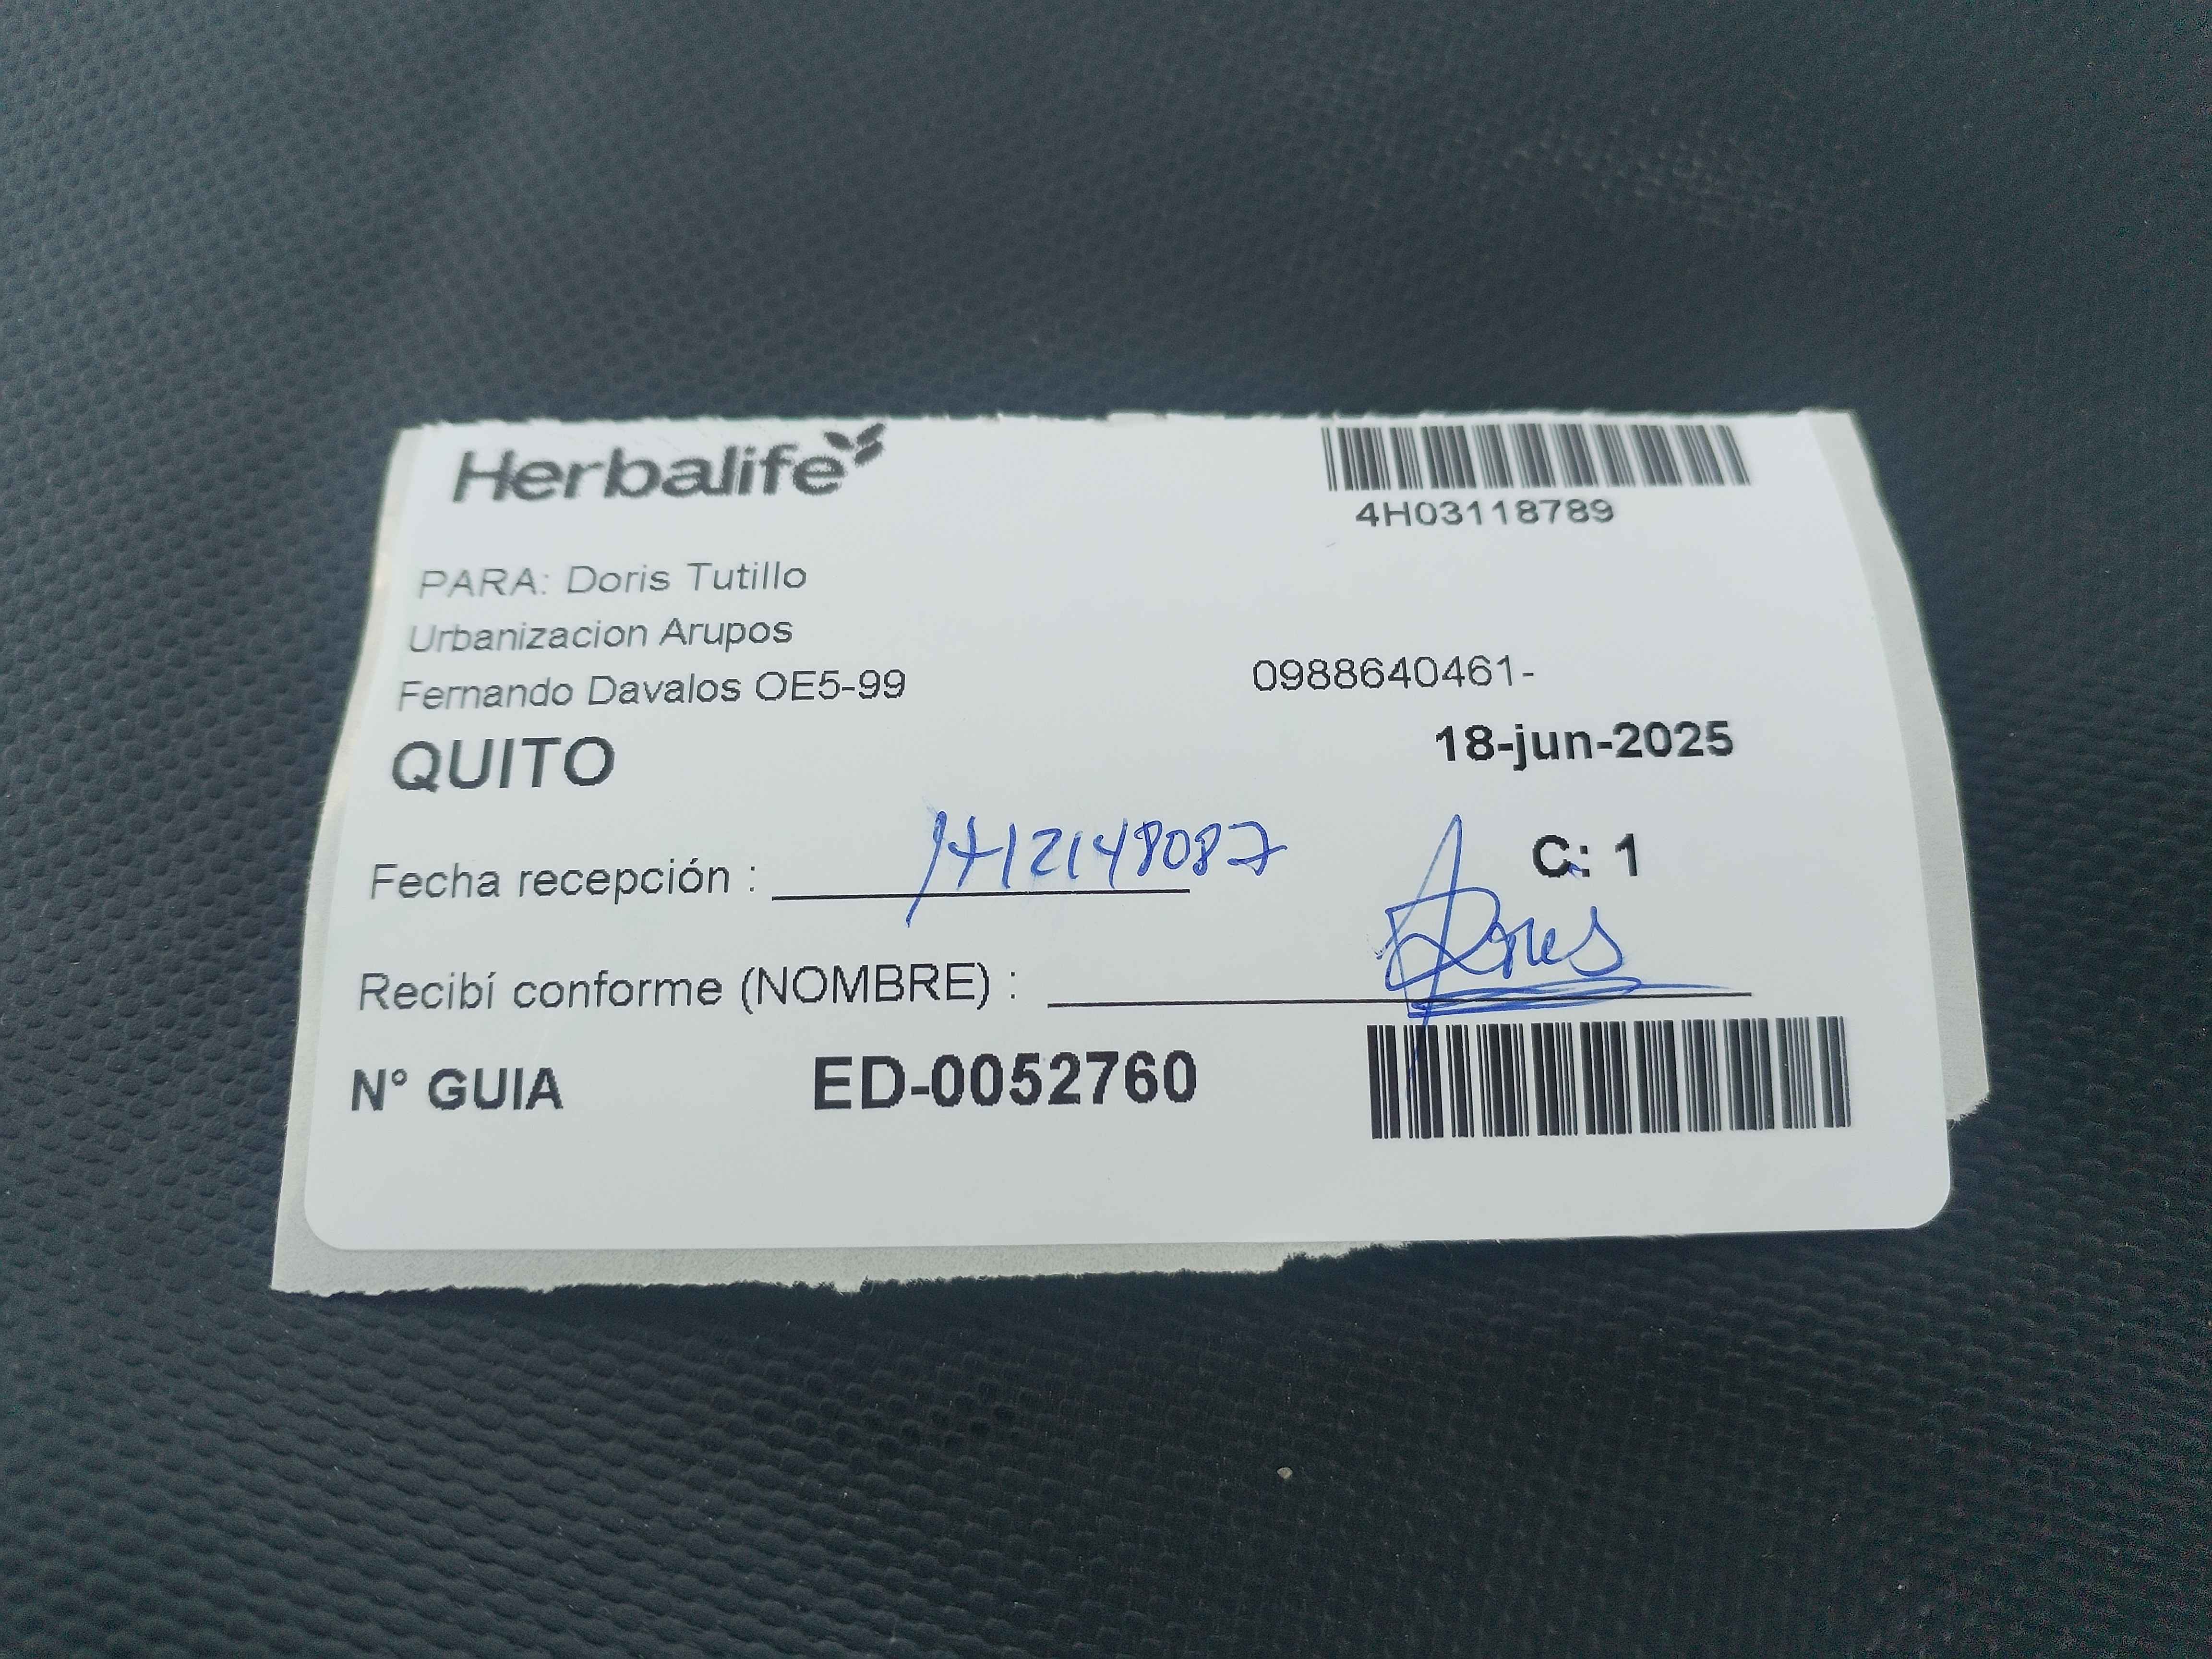 Herbalife
4H03118789
PARA: Doris Tutillo
Urbanizacion Arupos
Fernando Davalos OE5-99 0988640461-
QUITO 18-jun-2025
Fecha recepción : 1712148087 C: 1
Recibí conforme (NOMBRE) :
N° GUIA ED-0052760